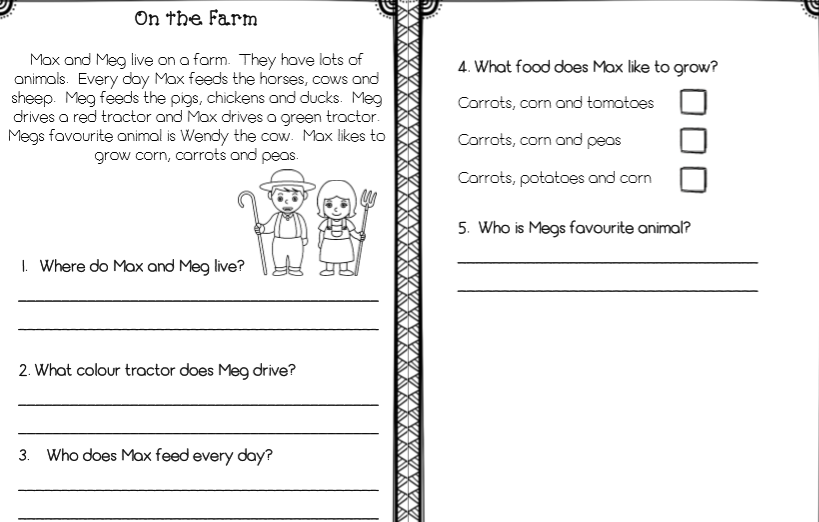 On the Farm
Max and Meg live on a farm. They have lots of
animals. Every day Max feeds the horses, cows and
sheep. Meg feeds the pigs, chickens and ducks. Meg
drives a red tractor and Max drives a green tractor.
Megs favourite animal is Wendy the cow. Max likes to
grow corn, carrots and peas.
1. Where do Max and Meg live?
2. What colour tractor does Meg drive?
3. Who does Max feed every day?
4. What food does Max like to grow?
Carrots, corn and tomatoes
Carrots, corn and peas
Carrots, potatoes and corn
5. Who is Megs favourite animal?